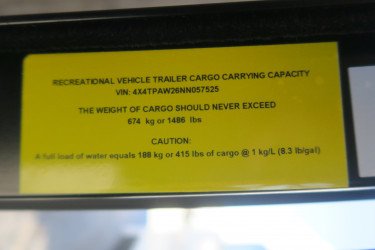 RECREATIONAL VEHICLE TRAILER CARGO CARRYING CAPACITY
VIN: 4X4TPAW26NN057525
THE WEIGHT OF CARGO SHOULD NEVER EXCEED
674 kg or 1486 lbs
CAUTION:
A full load of water equals 188 kg or 415 lbs of cargo @ 1 kg/L (8.3 lb/gal)